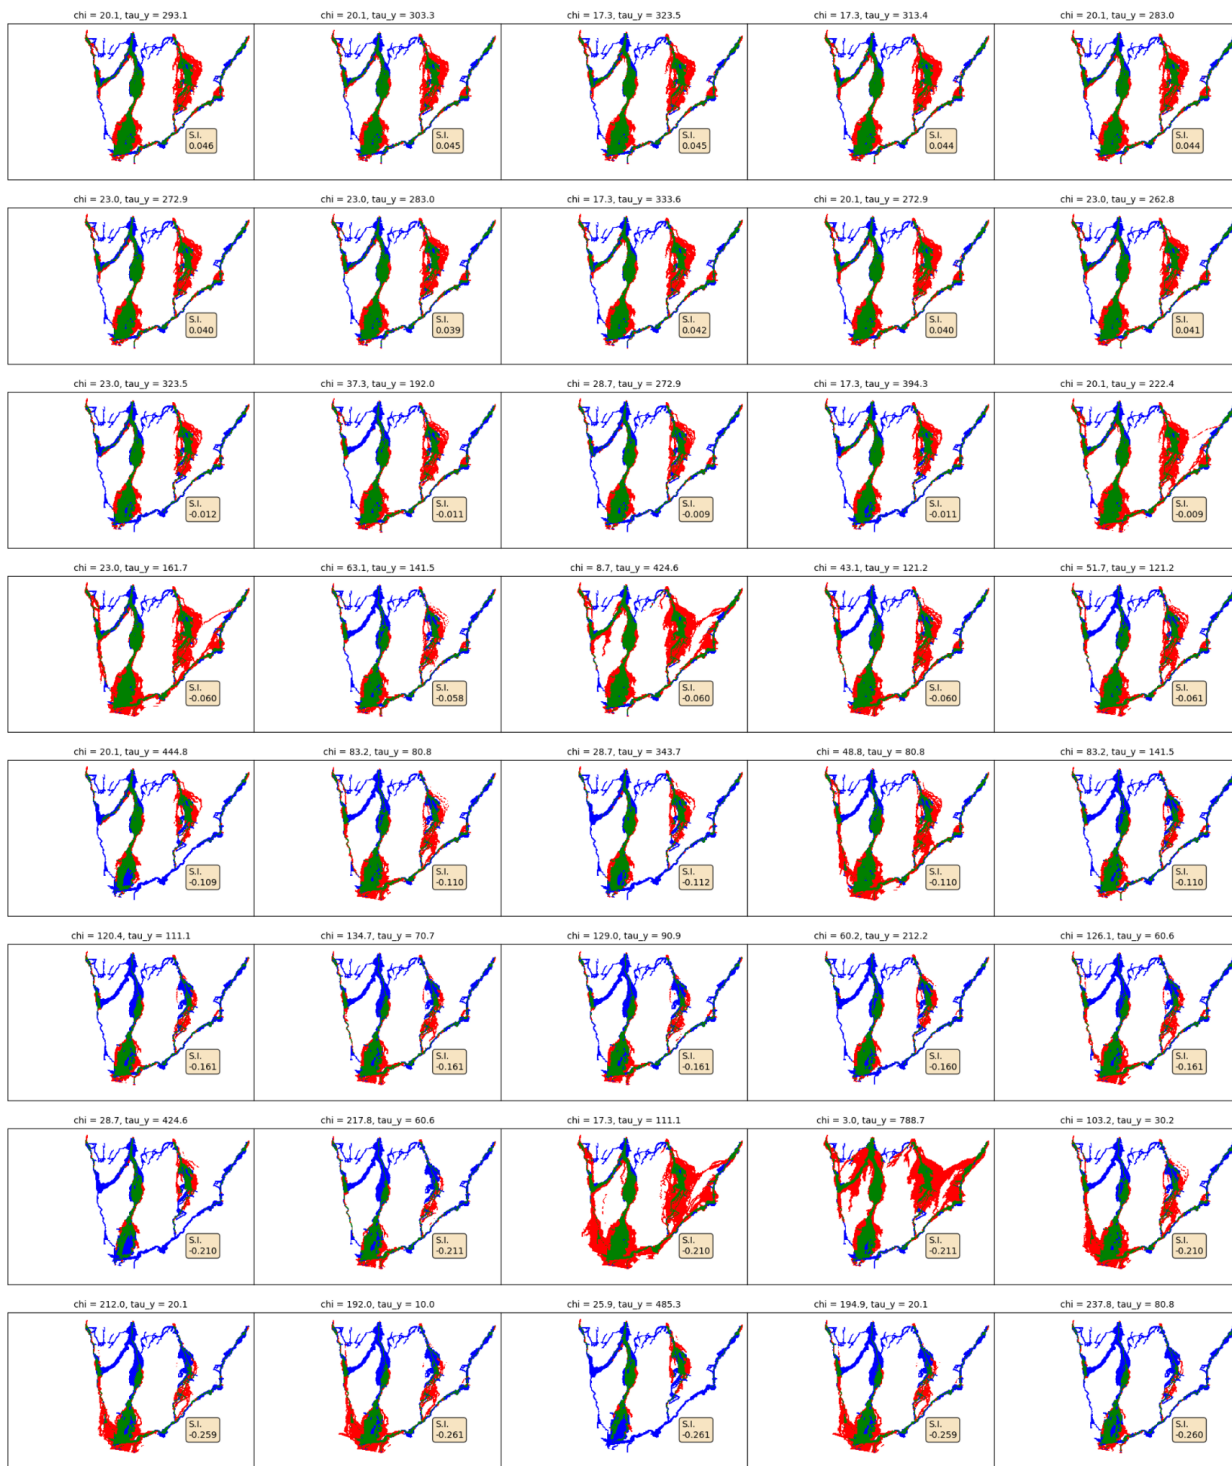 chi = 20.1, tau_y = 293.1
chi = 20.1, tau_y = 303.3
chi = 17.3, tau_y = 323.5
chi = 17.3, tau_y = 313.4
chi = 20.1, tau_y = 283.0
S.I.
0.046
S.I.
0.045
S.I.
0.045
S.I.
0.044
S.I.
0.044
chi = 23.0, tau_y = 272.9
chi = 23.0, tau_y = 283.0
chi = 17.3, tau_y = 333.6
chi = 20.1, tau_y = 272.9
chi = 23.0, tau_y = 262.8
S.I.
0.040
S.I.
0.039
S.I.
0.042
S.I.
0.040
S.I.
0.041
chi = 23.0, tau_y = 323.5
chi = 37.3, tau_y = 192.0
chi = 28.7, tau_y = 272.9
chi = 17.3, tau_y = 394.3
chi = 20.1, tau_y = 222.4
S.I.
-0.012
S.I.
-0.011
S.I.
-0.009
S.I.
-0.011
S.I.
-0.009
chi = 23.0, tau_y = 161.7
chi = 63.1, tau_y = 141.5
chi = 8.7, tau_y = 424.6
chi = 43.1, tau_y = 121.2
chi = 51.7, tau_y = 121.2
S.I.
-0.060
S.I.
-0.058
S.I.
-0.060
S.I.
-0.060
S.I.
-0.061
chi = 20.1, tau_y = 444.8
chi = 83.2, tau_y = 80.8
chi = 28.7, tau_y = 343.7
chi = 48.8, tau_y = 80.8
chi = 83.2, tau_y = 141.5
S.I.
-0.109
S.I.
-0.110
S.I.
-0.112
S.I.
-0.110
S.I.
-0.110
chi = 120.4, tau_y = 111.1
chi = 134.7, tau_y = 70.7
chi = 129.0, tau_y = 90.9
chi = 60.2, tau_y = 212.2
chi = 126.1, tau_y = 60.6
S.I.
-0.161
S.I.
-0.161
S.I.
-0.161
S.I.
-0.160
S.I.
-0.161
chi = 28.7, tau_y = 424.6
chi = 217.8, tau_y = 60.6
chi = 17.3, tau_y = 111.1
chi = 3.0, tau_y = 788.7
chi = 103.2, tau_y = 30.2
S.I.
-0.210
S.I.
-0.211
S.I.
-0.210
S.I.
-0.211
S.I.
-0.210
chi = 212.0, tau_y = 20.1
chi = 192.0, tau_y = 10.0
chi = 25.9, tau_y = 485.3
chi = 194.9, tau_y = 20.1
chi = 237.8, tau_y = 80.8
S.I.
-0.259
S.I.
-0.261
S.I.
-0.261
S.I.
-0.259
S.I.
-0.260